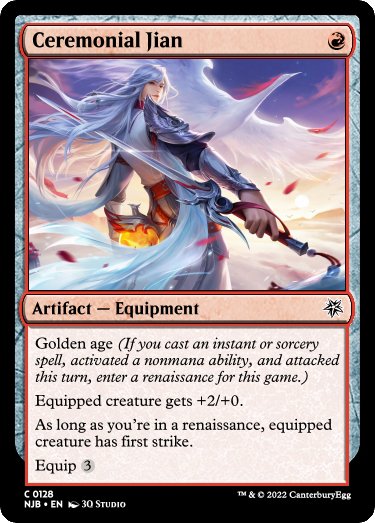 Ceremonial Jian
Artifact — Equipment
Golden age (If you cast an instant or sorcery
spell, activated a nonmana ability, and attacked
this turn, enter a renaissance for this game.)
Equipped creature gets +2/+0.
As long as you're in a renaissance, equipped
creature has first strike.
Equip 3
C 0128
NJB • EN 3O Studio
™ & © 2022 CanterburyEgg